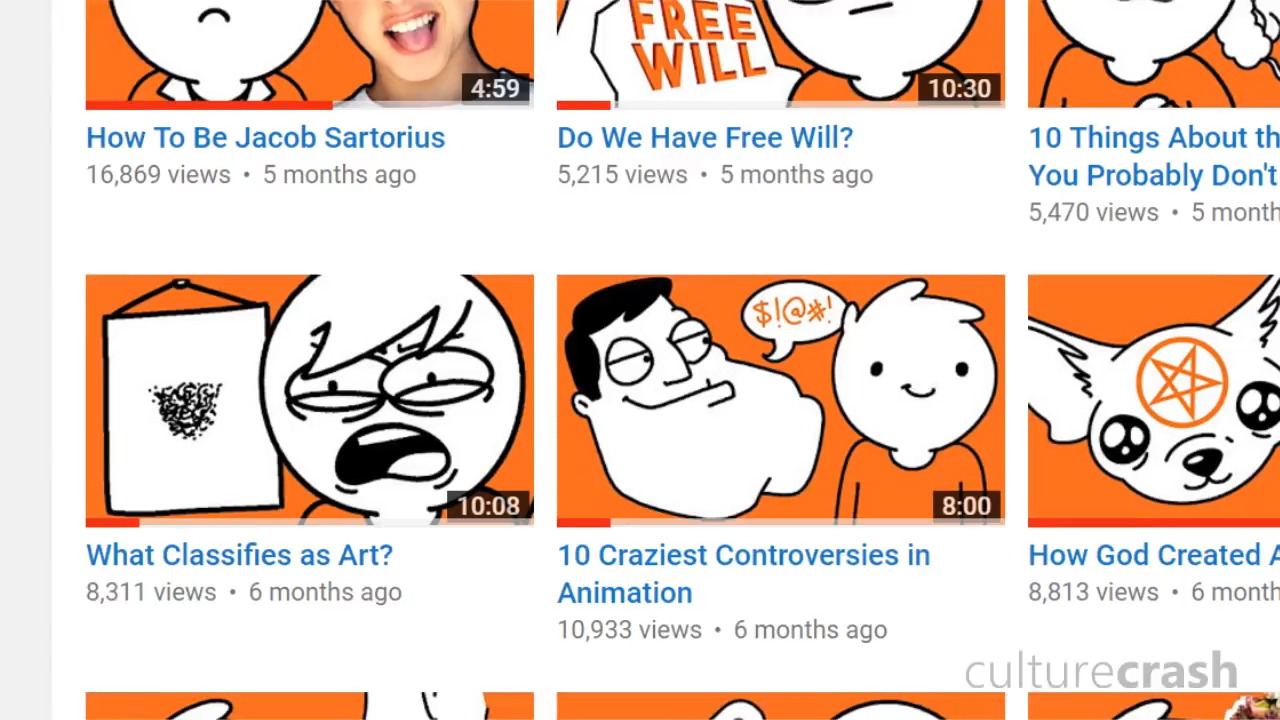 FREE
WILL
4:59
10:30
How To Be Jacob Sartorius
Do We Have Free Will?
10 Things About th
16,869 views • 5 months ago
5,215 views • 5 months ago
You Probably Don't
5,470 views • 5 month
$!@#!
10:08
8:00
What Classifies as Art?
10 Craziest Controversies in
Animation
How God Created A
8,311 views • 6 months ago
10,933 views • 6 months ago
8,813 views • 6 month
culturecrash